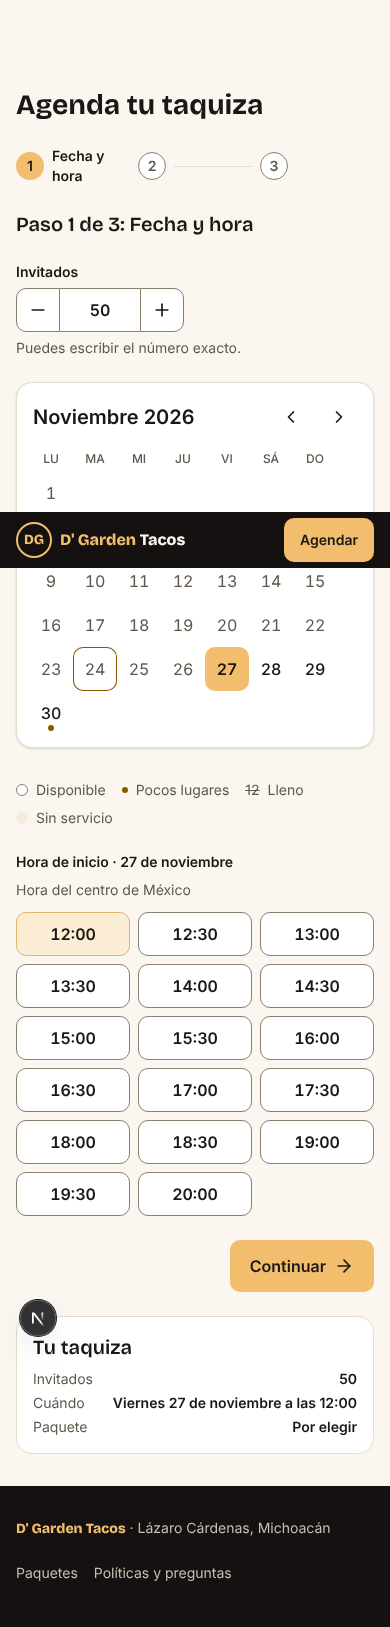 Agenda tu taquiza
1 Fecha y hora 2 3
Paso 1 de 3: Fecha y hora
Invitados
− 50 +
Puedes escribir el número exacto.
Noviembre 2026
LU MA MI JU VI SÁ DO
1
DG D' Garden Tacos Agendar
9 10 11 12 13 14 15
16 17 18 19 20 21 22
23 24 25 26 27 28 29
30
Disponible Pocos lugares 12 Lleno
Sin servicio
Hora de inicio · 27 de noviembre
Hora del centro de México
12:00 12:30 13:00
13:30 14:00 14:30
15:00 15:30 16:00
16:30 17:00 17:30
18:00 18:30 19:00
19:30 20:00
Continuar →
N
Tu taquiza
Invitados 50
Cuándo Viernes 27 de noviembre a las 12:00
Paquete Por elegir
D' Garden Tacos · Lázaro Cárdenas, Michoacán
Paquetes Políticas y preguntas